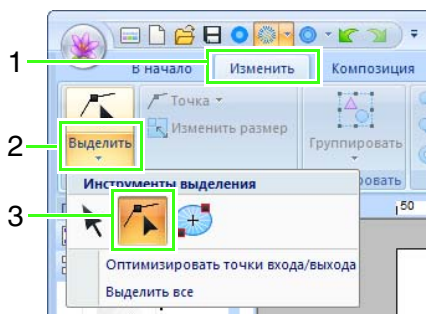 1
В начало Изменить Композиция
Точка
2 Выделить Изменить размер Группировать
Инструменты выделения овать
3
50
Оптимизировать точки входа/выхода
Выделить все